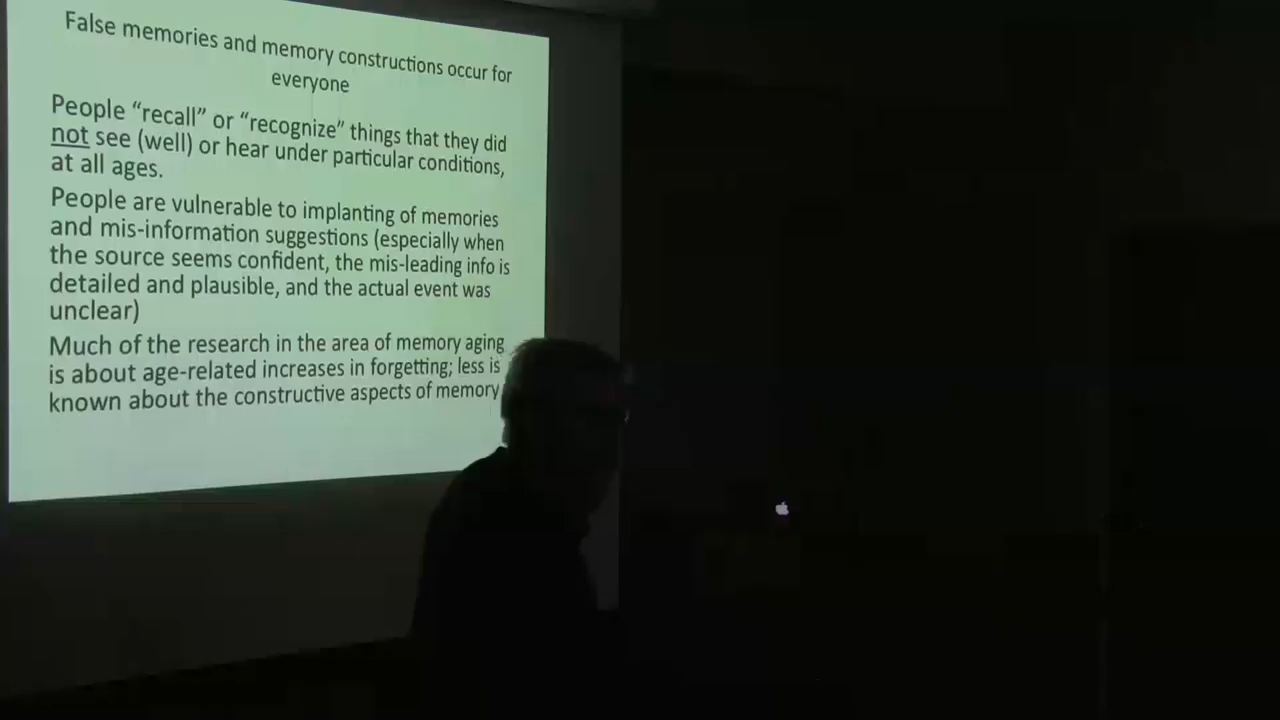 False memories and memory constructions occur for
everyone
People “recall” or “recognize” things that they did
not see (well) or hear under particular conditions,
at all ages.
People are vulnerable to implanting of memories
and mis-information suggestions (especially when
the source seems confident, the mis-leading info is
detailed and plausible, and the actual event was
unclear)
Much of the research in the area of memory aging
is about age-related increases in forgetting; less is
known about the constructive aspects of memory